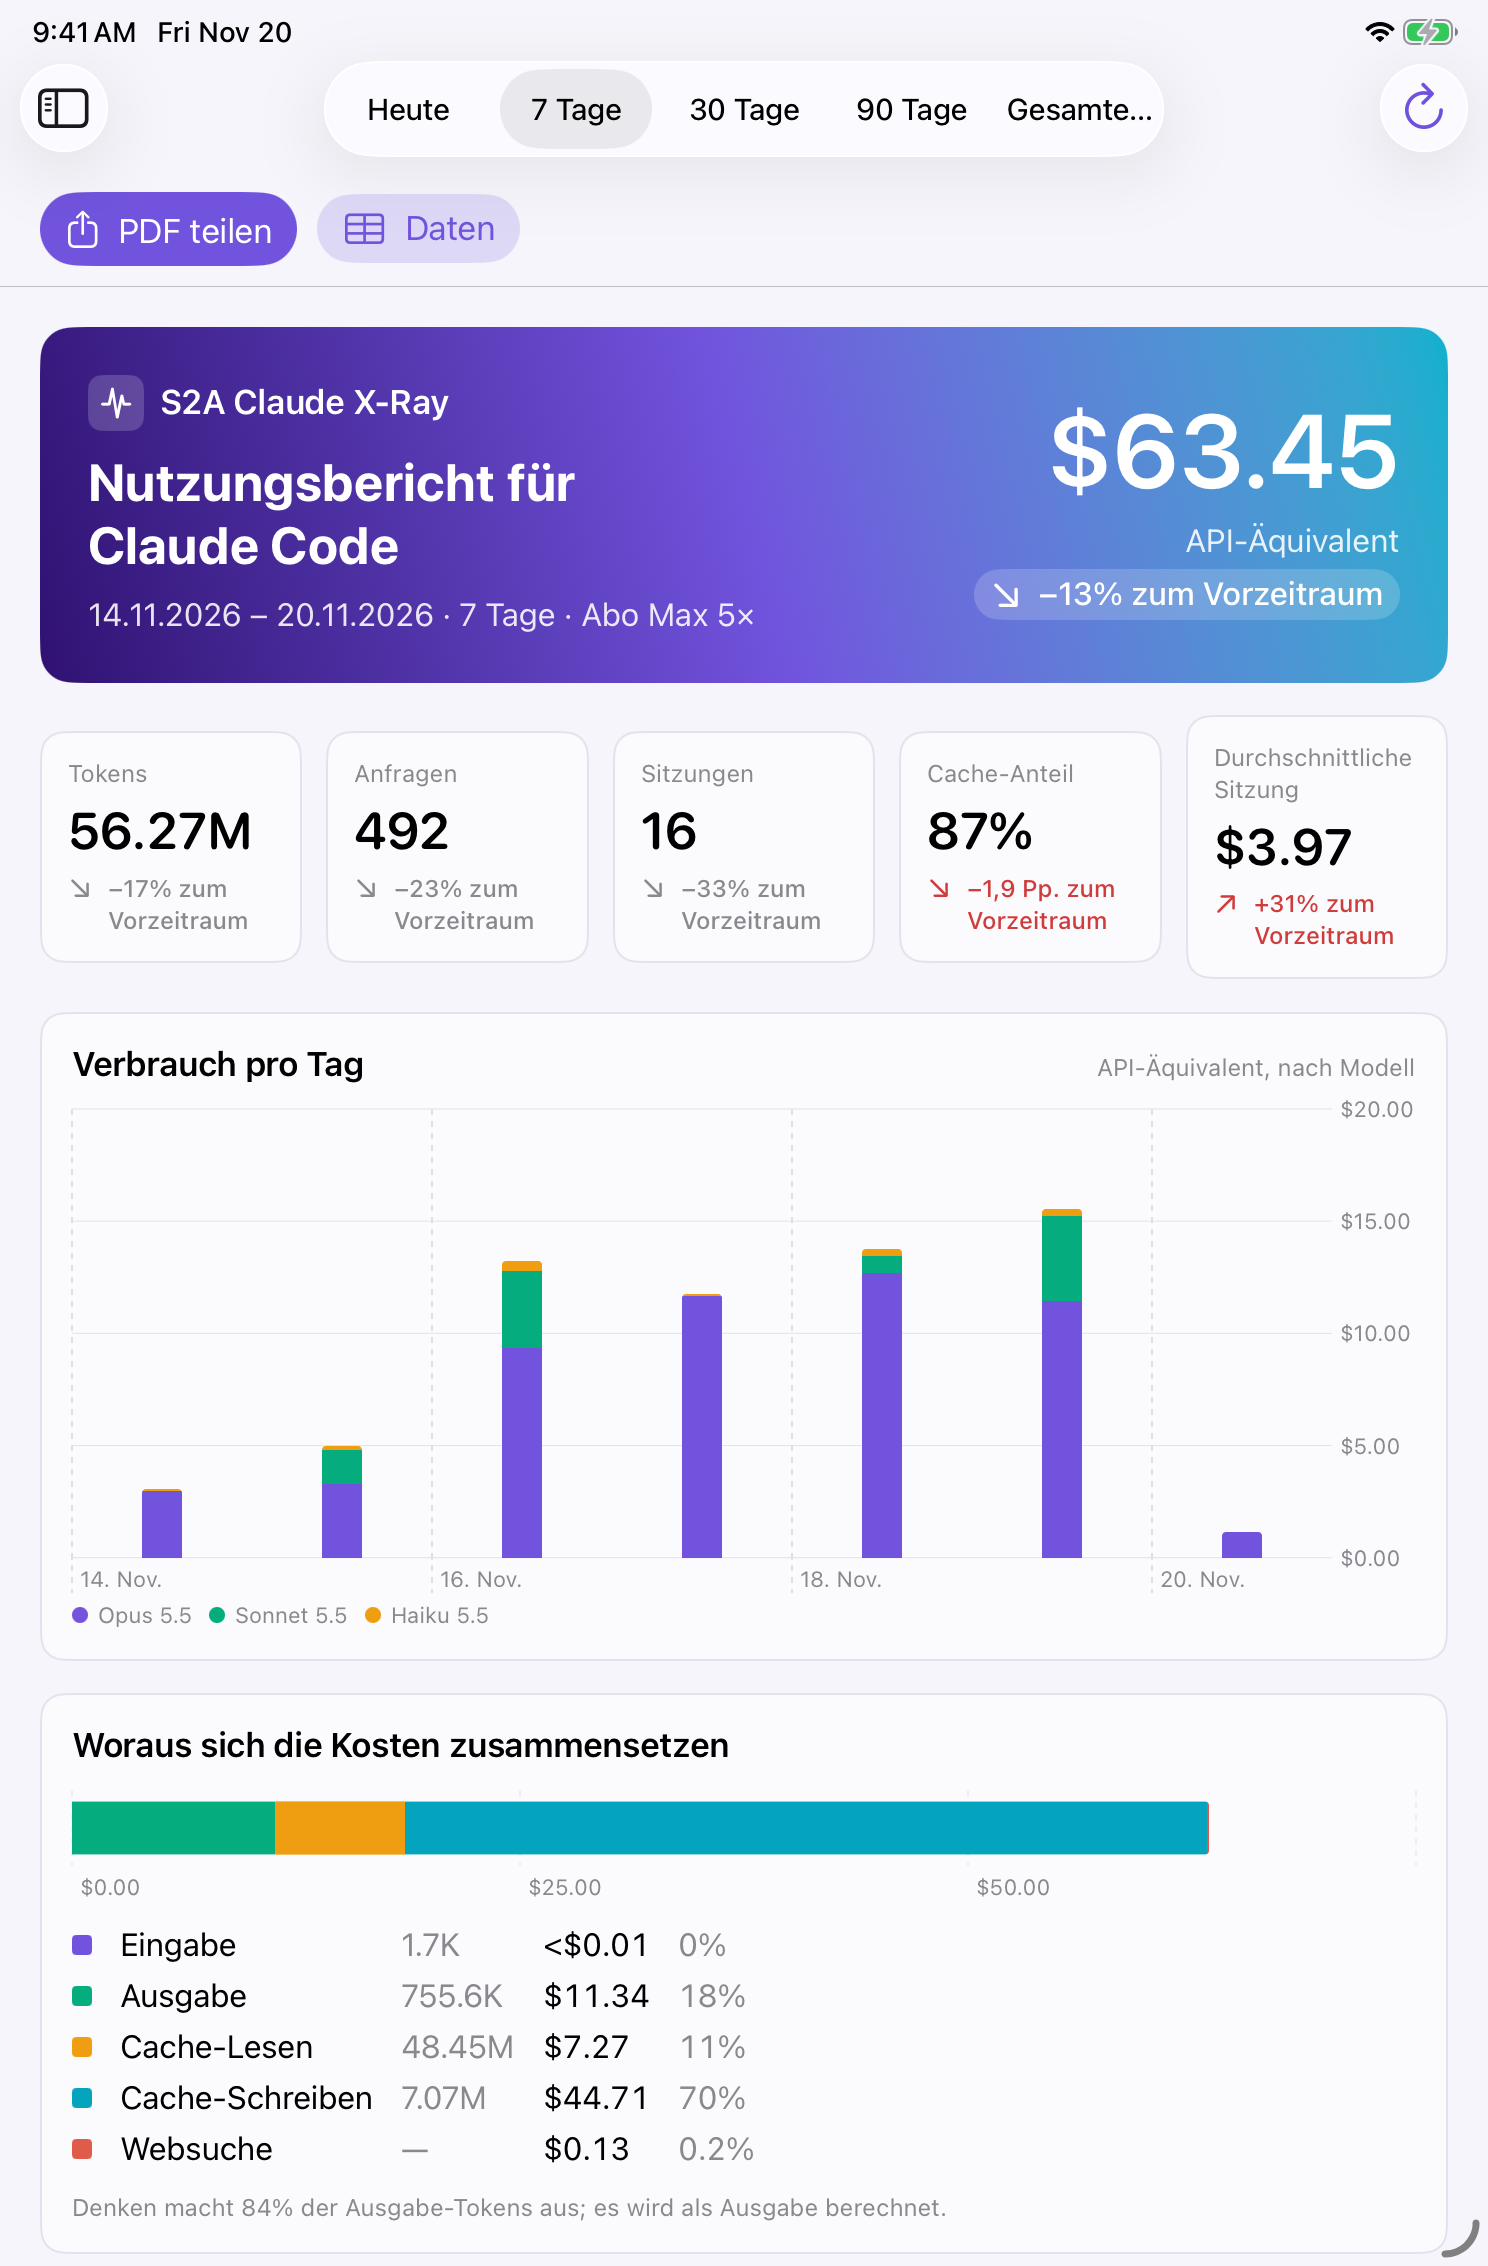 9:41 AM Fri Nov 20
Heute 7 Tage 30 Tage 90 Tage Gesamte...
PDF teilen Daten
S2A Claude X-Ray
Nutzungsbericht für
Claude Code
14.11.2026 – 20.11.2026 · 7 Tage · Abo Max 5×
$63.45
API-Äquivalent
–13% zum Vorzeitraum
Tokens
56.27M
–17% zum
Vorzeitraum
Anfragen
492
–23% zum
Vorzeitraum
Sitzungen
16
–33% zum
Vorzeitraum
Cache-Anteil
87%
–1,9 Pp. zum
Vorzeitraum
Durchschnittliche
Sitzung
$3.97
+31% zum
Vorzeitraum
Verbrauch pro Tag
API-Äquivalent, nach Modell
$20.00
$15.00
$10.00
$5.00
$0.00
14. Nov. 16. Nov. 18. Nov. 20. Nov.
Opus 5.5 Sonnet 5.5 Haiku 5.5
Woraus sich die Kosten zusammensetzen
$0.00 $25.00 $50.00
Eingabe 1.7K <$0.01 0%
Ausgabe 755.6K $11.34 18%
Cache-Lesen 48.45M $7.27 11%
Cache-Schreiben 7.07M $44.71 70%
Websuche — $0.13 0.2%
Denken macht 84% der Ausgabe-Tokens aus; es wird als Ausgabe berechnet.